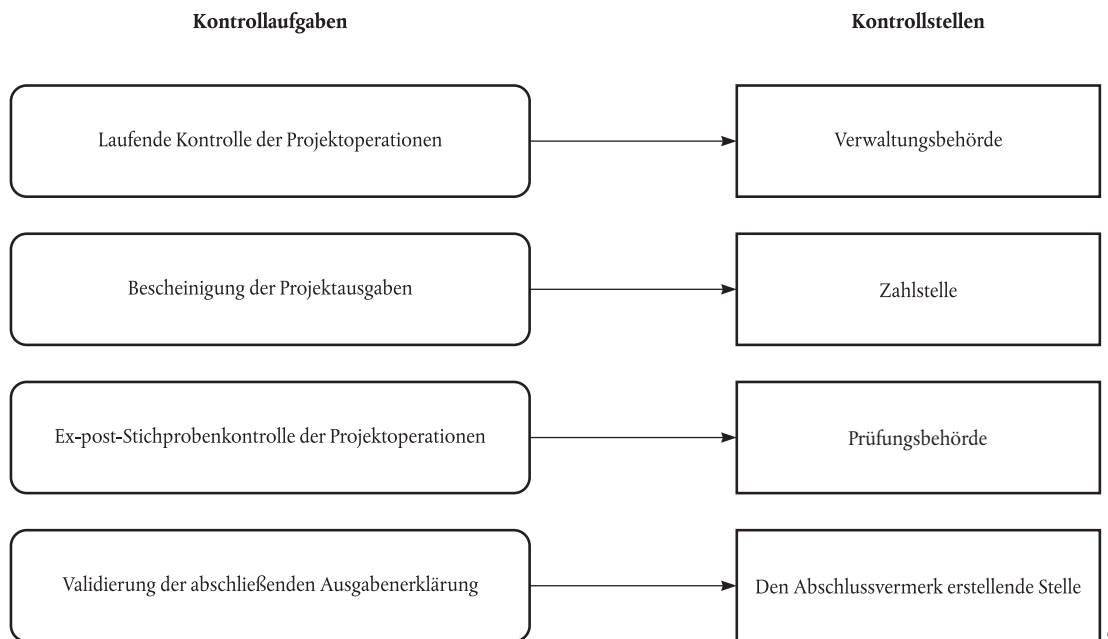 Kontrollaufgaben
Kontrollstellen
Laufende Kontrolle der Projektoperationen
Verwaltungsbehörde
Bescheinigung der Projektausgaben
Zahlstelle
Ex-post-Stichprobenkontrolle der Projektoperationen
Prüfungsbehörde
Validierung der abschließenden Ausgabenerklärung
Den Abschlussvermerk erstellende Stelle